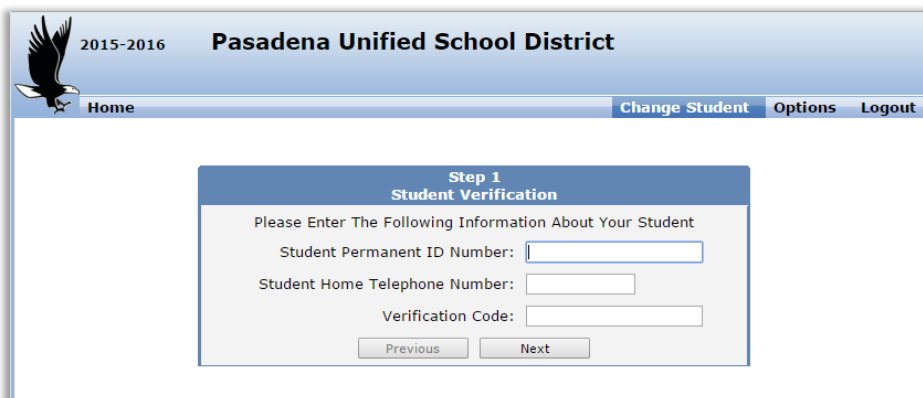 2015-2016 Pasadena Unified School District
Home Change Student Options Logout
Step 1
Student Verification
Please Enter The Following Information About Your Student
Student Permanent ID Number:
Student Home Telephone Number:
Verification Code:
Previous Next